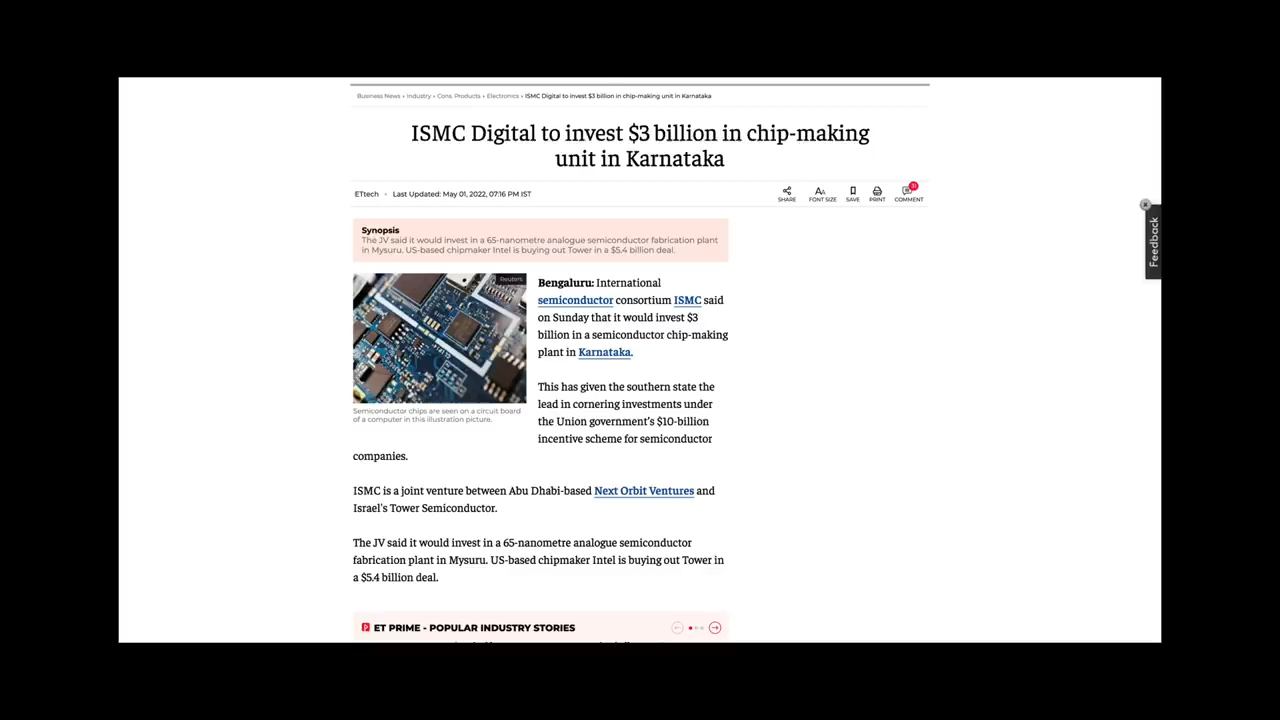 Business News › Industry › Cons. Products › Electronics › ISMC Digital to invest $3 billion in chip-making unit in Karnataka
ISMC Digital to invest $3 billion in chip-making
unit in Karnataka
ETtech • Last Updated: May 01, 2022, 07:16 PM IST
SHARE FONT SIZE SAVE PRINT COMMENT
31
Feedback
Synopsis
The JV said it would invest in a 65-nanometre analogue semiconductor fabrication plant
in Mysuru. US-based chipmaker Intel is buying out Tower in a $5.4 billion deal.
Reuters
Semiconductor chips are seen on a circuit board
of a computer in this illustration picture.
Bengaluru: International
semiconductor consortium ISMC said
on Sunday that it would invest $3
billion in a semiconductor chip-making
plant in Karnataka.
This has given the southern state the
lead in cornering investments under
the Union government's $10-billion
incentive scheme for semiconductor
companies.
ISMC is a joint venture between Abu Dhabi-based Next Orbit Ventures and
Israel's Tower Semiconductor.
The JV said it would invest in a 65-nanometre analogue semiconductor
fabrication plant in Mysuru. US-based chipmaker Intel is buying out Tower in
a $5.4 billion deal.
ET PRIME - POPULAR INDUSTRY STORIES